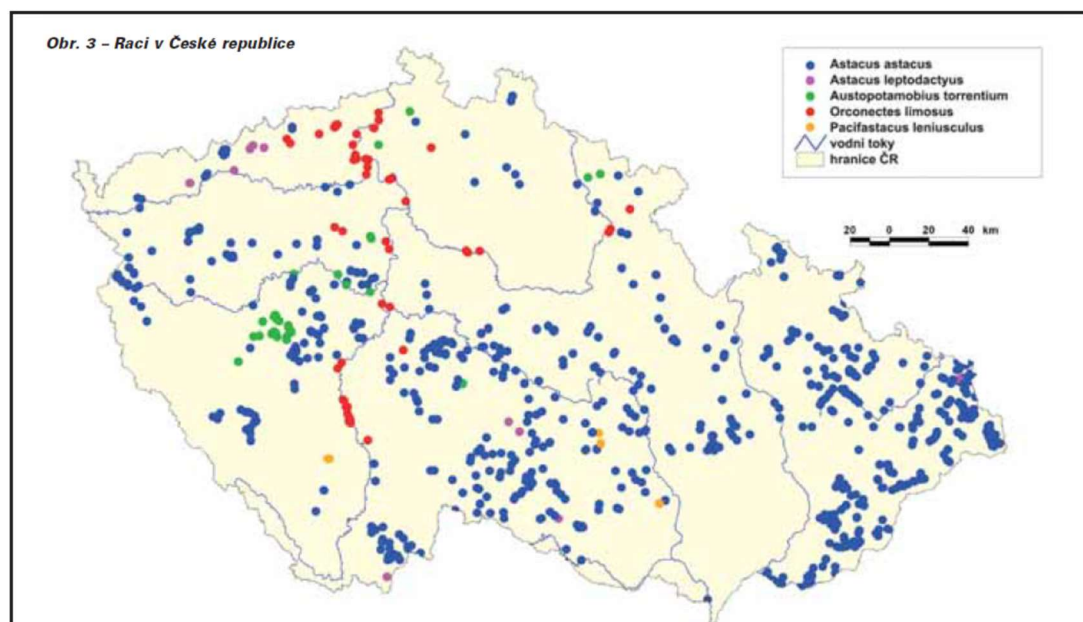 Obr. 3 – Raci v České republice
Astacus astacus
Astacus leptodactyus
Austopotamobius torrentium
Orconectes limosus
Pacifastacus leniusculus
vodní toky
hranice ČR
20 0 20 40 km